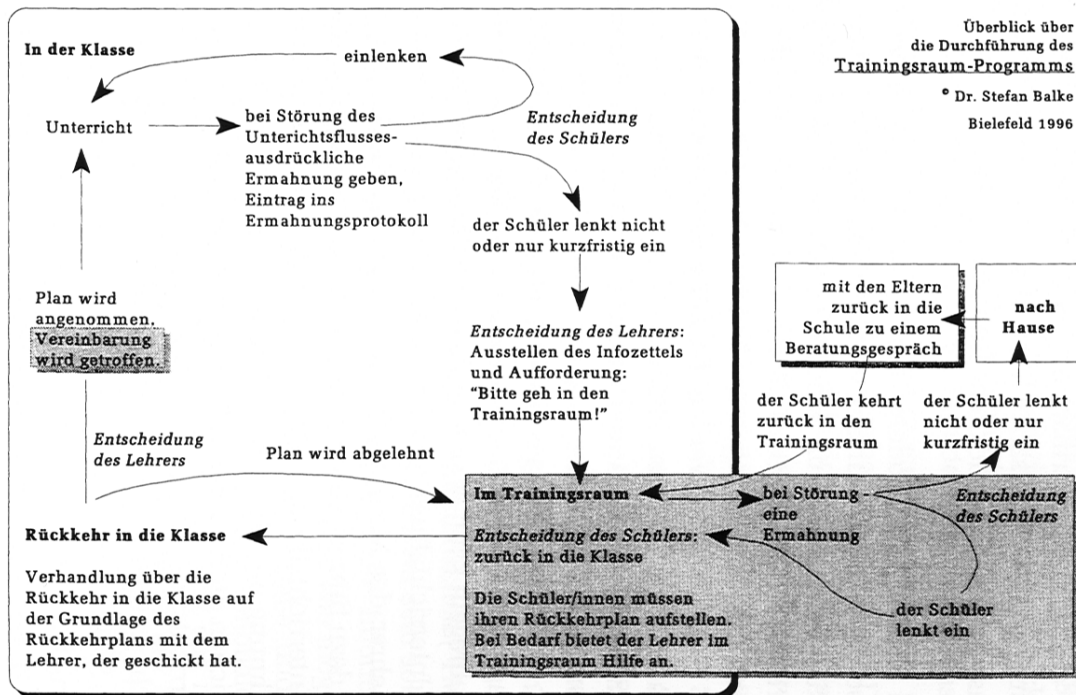 Überblick über
die Durchführung des
Trainingsraum-Programms
© Dr. Stefan Balke
Bielefeld 1996
In der Klasse
einlenken
Unterricht
bei Störung des
Unterichtsflusses-
ausdrückliche
Ermahnung geben,
Eintrag ins
Ermahnungsprotokoll
Entscheidung
des Schülers
der Schüler lenkt nicht
oder nur kurzfristig ein
Plan wird
angenommen,
Vereinbarung
wird getroffen.
Entscheidung des Lehrers:
Ausstellen des Infozettels
und Aufforderung:
“Bitte geh in den
Trainingsraum!”
mit den Eltern
zurück in die
Schule zu einem
Beratungsgespräch
nach
Hause
der Schüler kehrt
zurück in den
Trainingsraum
der Schüler lenkt
nicht oder nur
kurzfristig ein
Entscheidung
des Lehrers
Plan wird abgelehnt
Im Trainingsraum
Entscheidung des Schülers:
zurück in die Klasse
Die Schüler/innen müssen
ihren Rückkehrplan aufstellen.
Bei Bedarf bietet der Lehrer im
Trainingsraum Hilfe an.
bei Störung -
eine
Ermahnung
Entscheidung
des Schülers
der Schüler
lenkt ein
Rückkehr in die Klasse
Verhandlung über die
Rückkehr in die Klasse auf
der Grundlage des
Rückkehrplans mit dem
Lehrer, der geschickt hat.